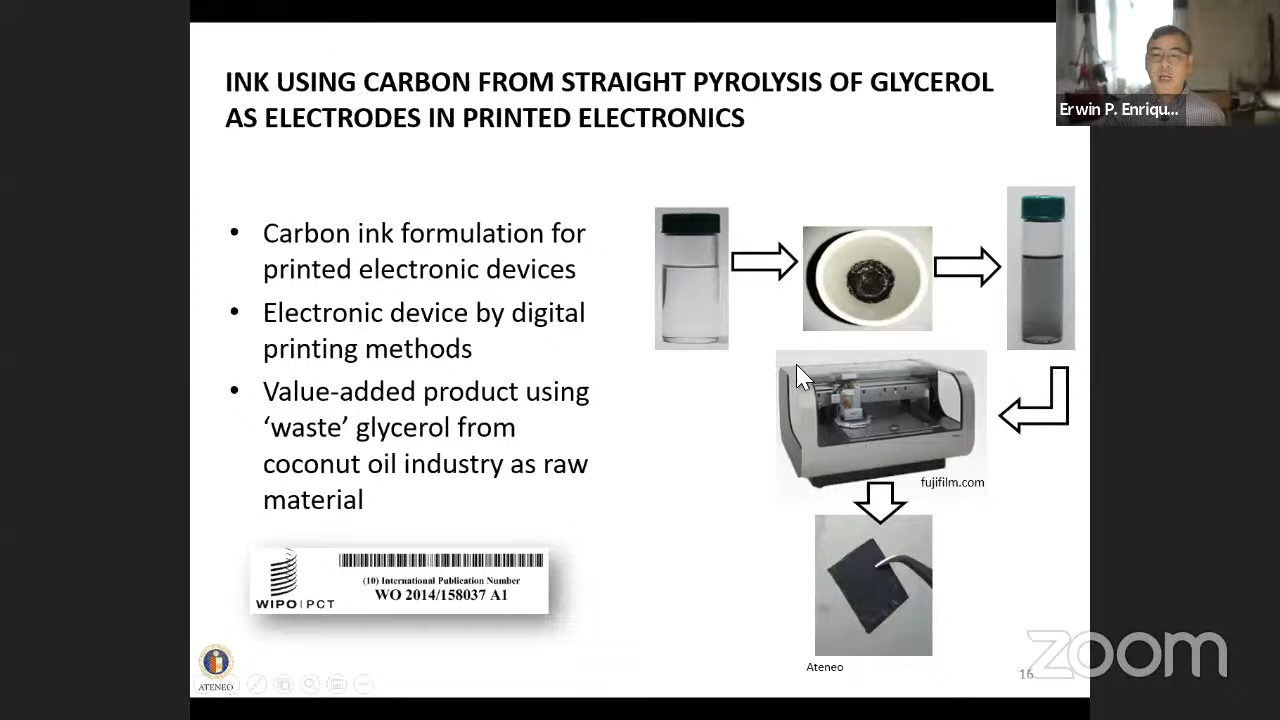 INK USING CARBON FROM STRAIGHT PYROLYSIS OF GLYCEROL
AS ELECTRODES IN PRINTED ELECTRONICS
Erwin P. Enriqu...
• Carbon ink formulation for
printed electronic devices
• Electronic device by digital
printing methods
• Value-added product using
‘waste’ glycerol from
coconut oil industry as raw
material
fujifilm.com
(10) International Publication Number
WO 2014/158037 A1
WIPO|PCT
Ateneo
ATENEO
16
zoom